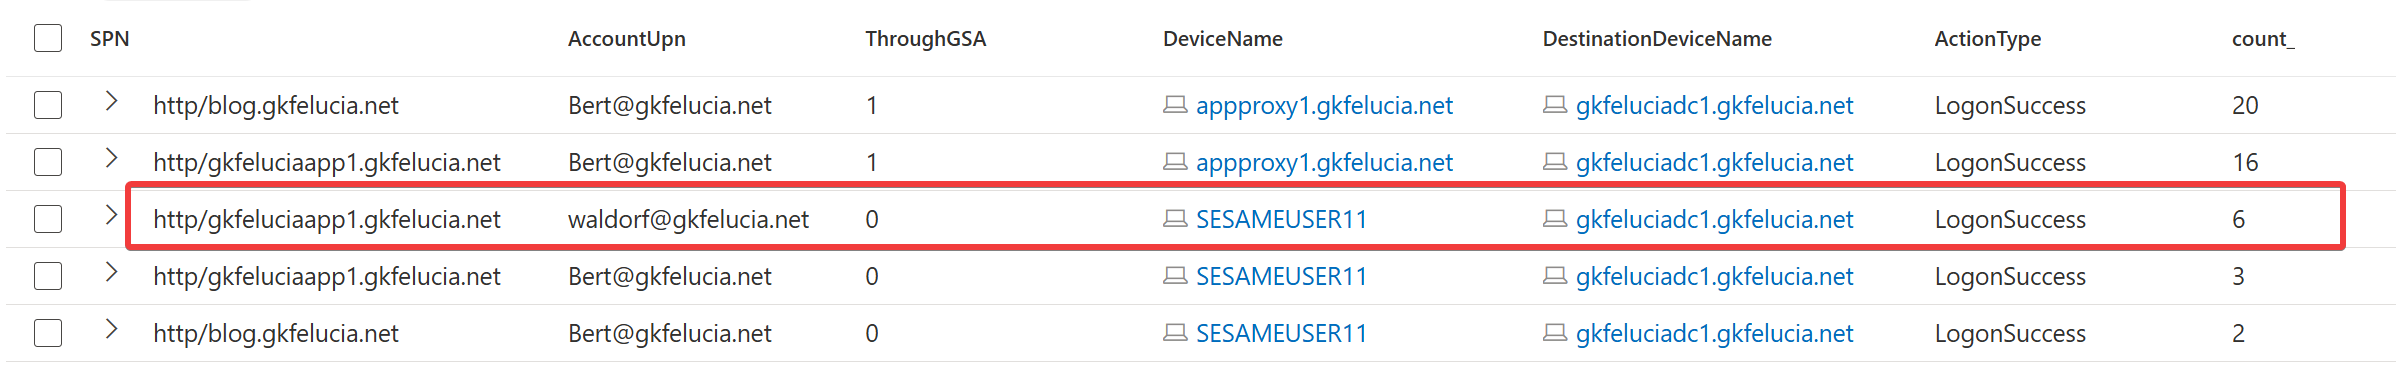 SPN AccountUpn ThroughGSA DeviceName DestinationDeviceName ActionType count_
http/blog.gkfelucia.net Bert@gkfelucia.net 1 appproxy1.gkfelucia.net gkfeluciadc1.gkfelucia.net LogonSuccess 20
http/gkfeluciaapp1.gkfelucia.net Bert@gkfelucia.net 1 appproxy1.gkfelucia.net gkfeluciadc1.gkfelucia.net LogonSuccess 16
http/gkfeluciaapp1.gkfelucia.net waldorf@gkfelucia.net 0 SESAMEUSER11 gkfeluciadc1.gkfelucia.net LogonSuccess 6
http/gkfeluciaapp1.gkfelucia.net Bert@gkfelucia.net 0 SESAMEUSER11 gkfeluciadc1.gkfelucia.net LogonSuccess 3
http/blog.gkfelucia.net Bert@gkfelucia.net 0 SESAMEUSER11 gkfeluciadc1.gkfelucia.net LogonSuccess 2